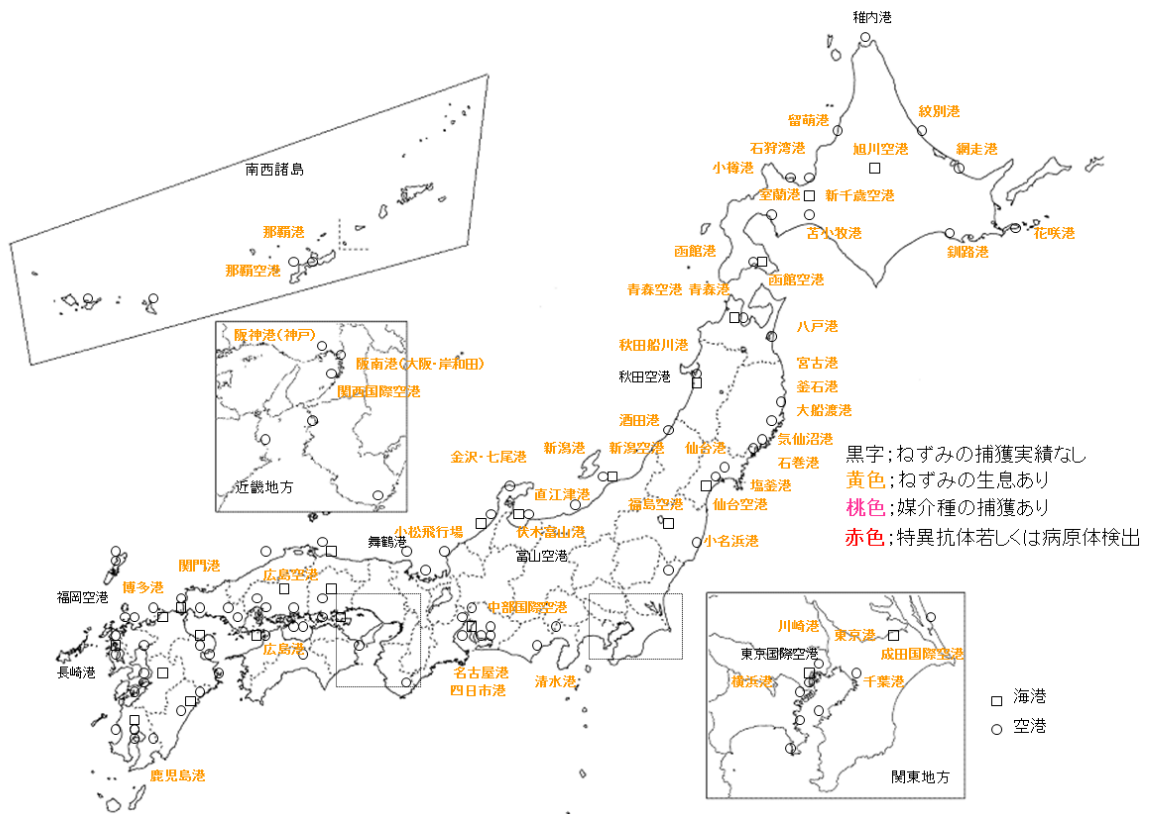 稚内港
留萌港
紋別港
石狩湾港
旭川空港
網走港
小樽港
室蘭港
新千歳空港
苫小牧港
花咲港
釧路港
函館港
函館空港
南西諸島
那覇港
那覇空港
青森空港 青森港
八戸港
秋田船川港
宮古港
秋田空港
釜石港
大船渡港
酒田港
気仙沼港
阪神港(神戸)
阪南港(大阪・岸和田)
関西国際空港
近畿地方
金沢・七尾港
新潟港
新潟空港
仙台港
石巻港
塩釜港
直江津港
福島空港
仙台空港
小松飛行場
伏木富山港
小名浜港
舞鶴港
富山空港
黒字;ねずみの捕獲実績なし
黄色;ねずみの生息あり
桃色;媒介種の捕獲あり
赤色;特異抗体若しくは病原体検出
関門港
博多港
広島空港
福岡空港
中部国際空港
広島港
長崎港
名古屋港
四日市港
清水港
鹿児島港
川崎港
東京港
東京国際空港
成田国際空港
横浜港
千葉港
関東地方
海港
空港